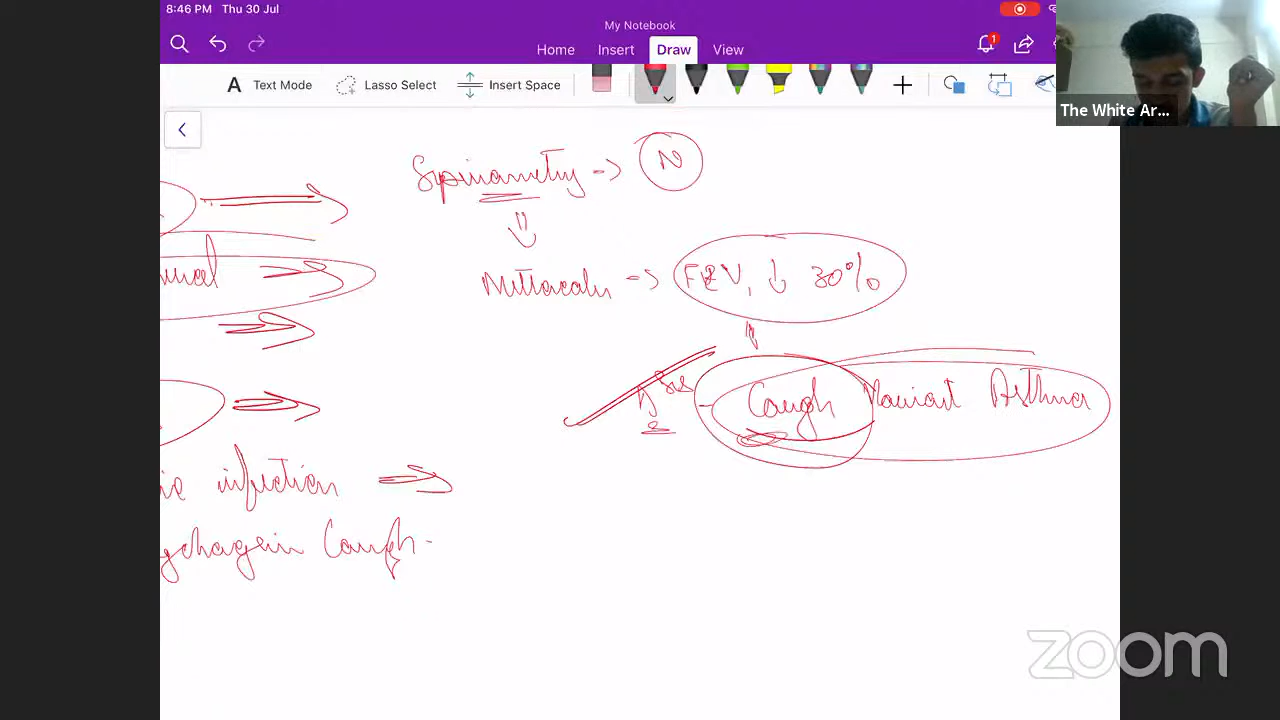 8:46 PM Thu 30 Jul
My Notebook
Home Insert Draw View
1
A Text Mode Lasso Select Insert Space
The White Ar...
Spirometry -> N
FEV1 ↓ 30%
Cough Variant Asthma
infection
Cough -
zoom